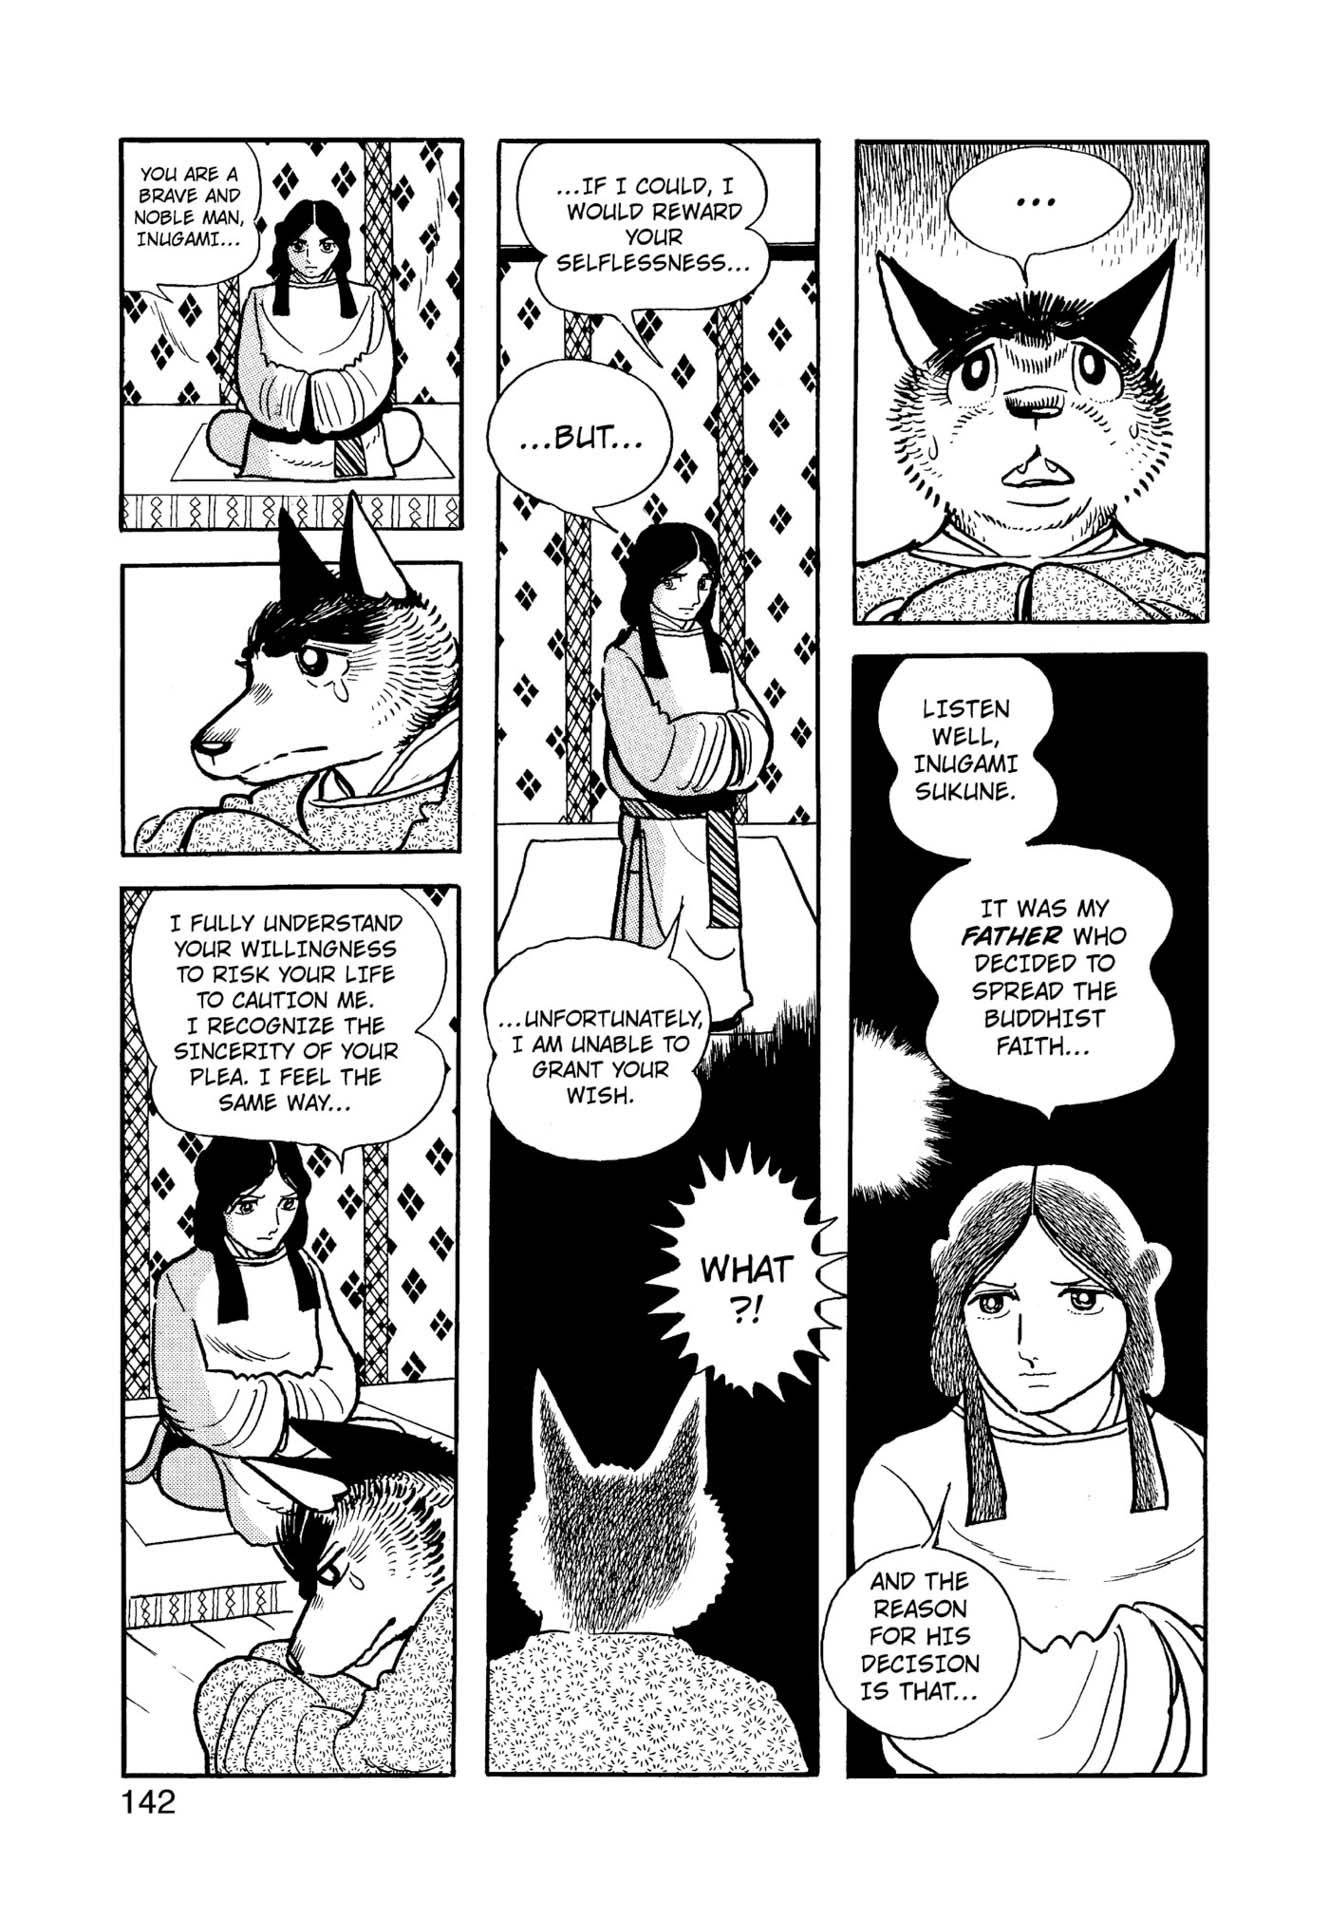 YOU ARE A
BRAVE AND
NOBLE MAN,
INUGAMI...
I FULLY UNDERSTAND
YOUR WILLINGNESS
TO RISK YOUR LIFE
TO CAUTION ME.
I RECOGNIZE THE
SINCERITY OF YOUR
PLEA. I FEEL THE
SAME WAY...
...IF I COULD, I
WOULD REWARD
YOUR
SELFLESSNESS...
...BUT...
...UNFORTUNATELY,
I AM UNABLE TO
GRANT YOUR
WISH.
WHAT
?!
...
LISTEN
WELL,
INUGAMI
SUKUNE.
IT WAS MY
FATHER WHO
DECIDED TO
SPREAD THE
BUDDHIST
FAITH...
AND THE
REASON
FOR HIS
DECISION
IS THAT...
142